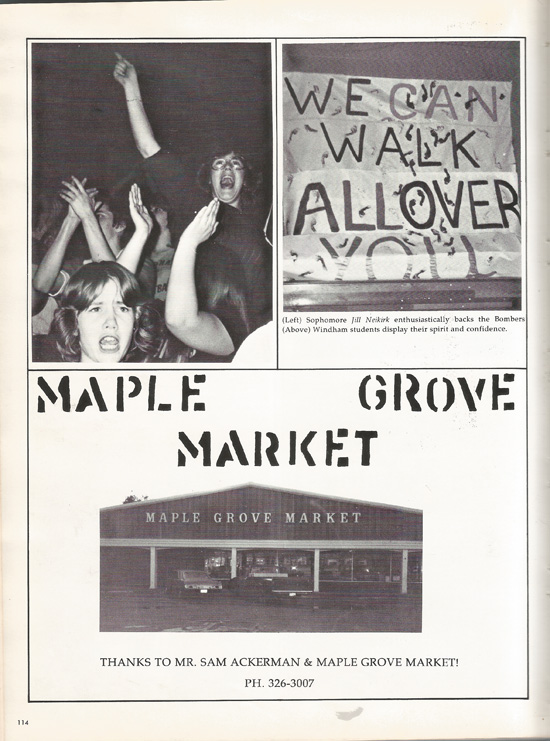 WE CAN
WALK
ALL OVER
YOU
(Left) Sophomore Jill Neikirk enthusiastically backs the Bombers
(Above) Windham students display their spirit and confidence.
MAPLE GROVE
MARKET
MAPLE GROVE MARKET
THANKS TO MR. SAM ACKERMAN & MAPLE GROVE MARKET!
PH. 326-3007
114